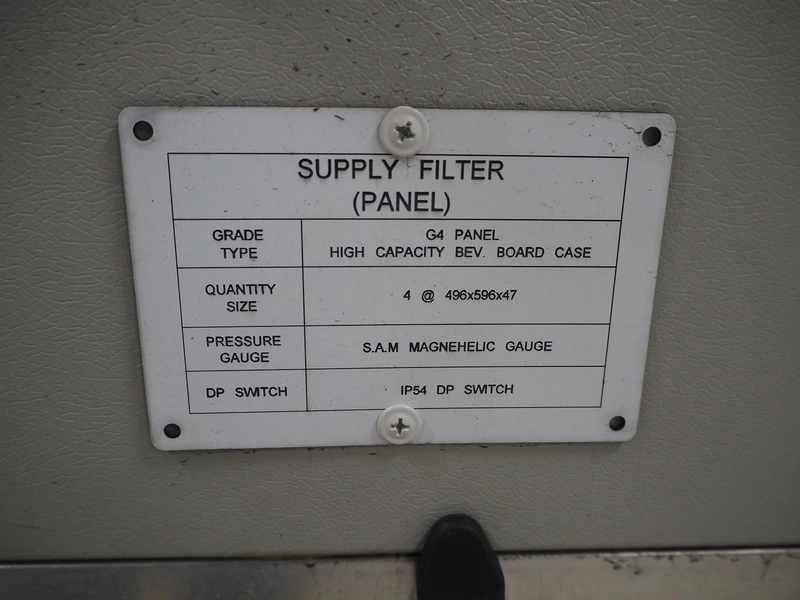 SUPPLY FILTER
(PANEL)
GRADE
TYPE
G4 PANEL
HIGH CAPACITY BEV. BOARD CASE
QUANTITY
SIZE
4 @ 496x596x47
PRESSURE
GAUGE
S.A.M MAGNEHELIC GAUGE
DP SWITCH
IP54 DP SWITCH